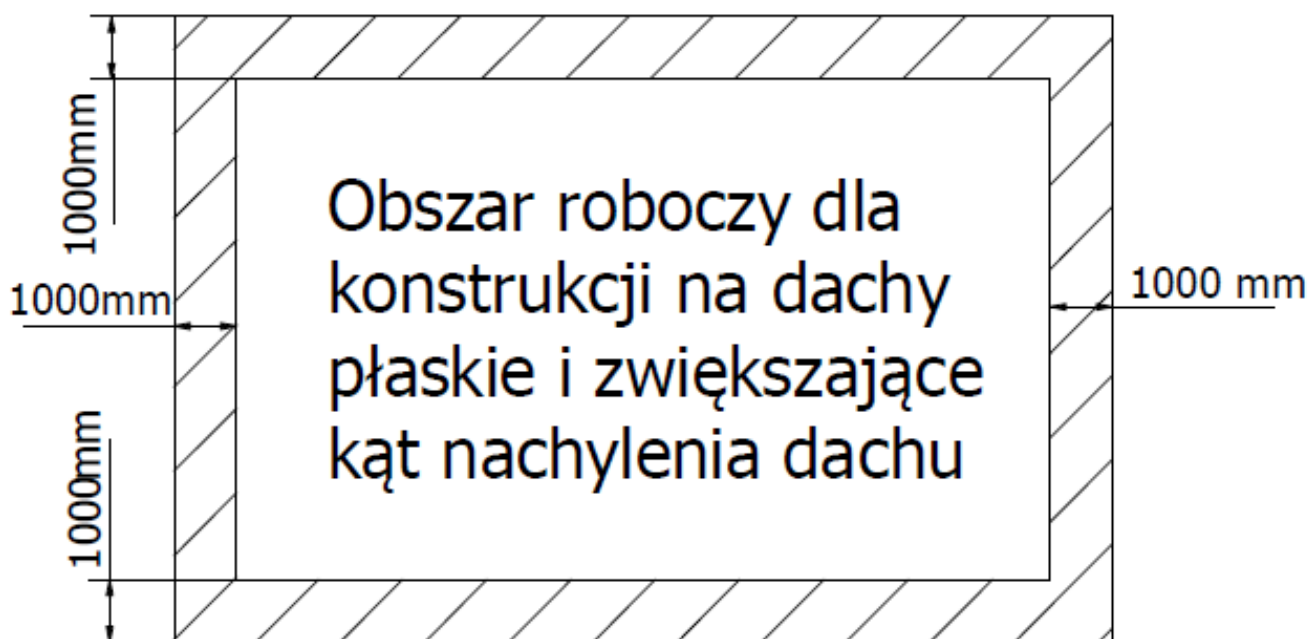 1000mm
Obszar roboczy dla
konstrukcji na dachy
płaskie i zwiększające
kąt nachylenia dachu
1000mm
1000 mm
1000mm